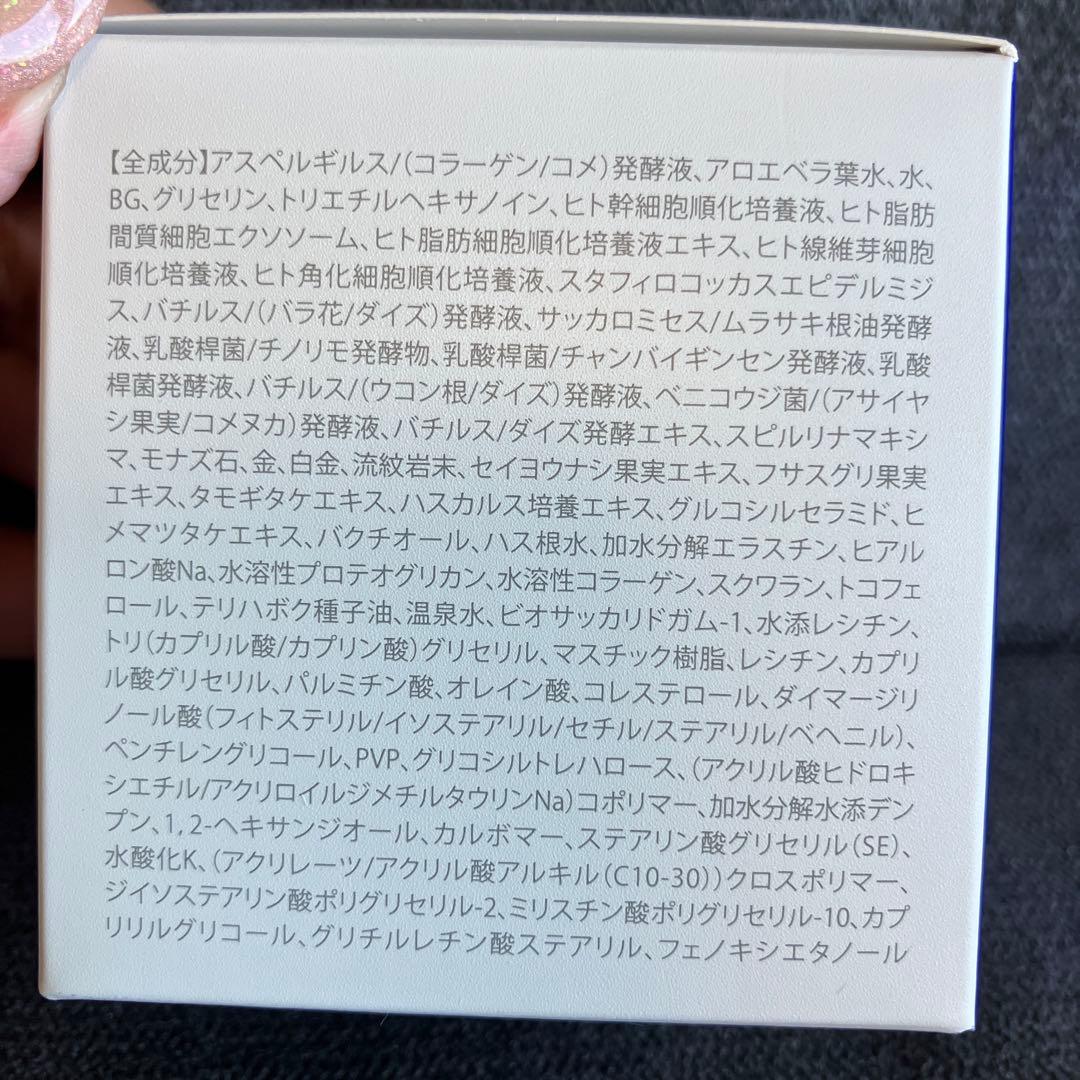 【全成分】アスペルギルス/(コラーゲン/コメ)発酵液、アロエベラ葉水、水、
BG、グリセリン、トリエチルヘキサノイン、ヒト幹細胞順化培養液、ヒト脂肪
間質細胞エクソソーム、ヒト脂肪細胞順化培養液エキス、ヒト線維芽細胞
順化培養液、ヒト角化細胞順化培養液、スタフィロコッカスエピデルミジ
ス、バチルス/(バラ花/ダイズ)発酵液、サッカロミセス/ムラサキ根油発酵
液、乳酸桿菌/チノリモ発酵物、乳酸桿菌/チャンバイギンセン発酵液、乳酸
桿菌発酵液、バチルス/(ウコン根/ダイズ)発酵液、ベニコウジ菌/(アサイヤ
シ果実/コメヌカ)発酵液、バチルス/ダイズ発酵エキス、スピルリナマキシ
マ、モナズ石、金、白金、流紋岩末、セイヨウナシ果実エキス、フサスグリ果実
エキス、タモギタケエキス、ハスカルス培養エキス、グルコシルセラミド、ヒ
メマツタケエキス、バクチオール、ハス根水、加水分解エラスチン、ヒアル
ロン酸Na、水溶性プロテオグリカン、水溶性コラーゲン、スクワラン、トコフェ
ロール、テリハボク種子油、温泉水、ビオサッカリドガム-1、水添レシチン、
トリ(カプリル酸/カプリン酸)グリセリル、マスチック樹脂、レシチン、カプリ
ル酸グリセリル、パルミチン酸、オレイン酸、コレステロール、ダイマージリ
ノール酸(フィトステリル/イソステアリル/セチル/ステアリル/ベヘニル)、
ペンチレングリコール、PVP、グリコシルトレハロース、(アクリル酸ヒドロキ
シエチル/アクリロイルジメチルタウリンNa)コポリマー、加水分解水添デン
プン、1,2-ヘキサンジオール、カルボマー、ステアリン酸グリセリル(SE)、
水酸化K、(アクリレーツ/アクリル酸アルキル(C10-30))クロスポリマー、
ジイソステアリン酸ポリグリセリル-2、ミリスチン酸ポリグリセリル-10、カプ
リリルグリコール、グリチルレチン酸ステアリル、フェノキシエタノール